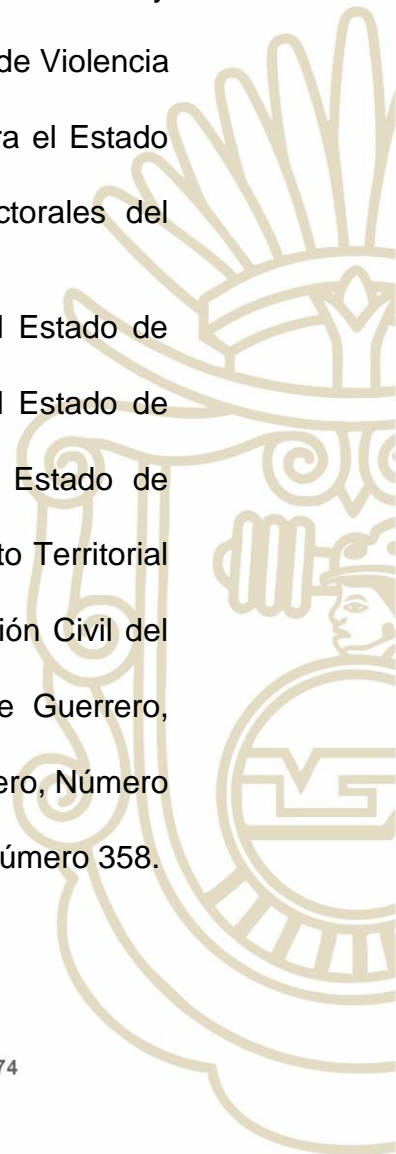 de Violencia
ra el Estado
ctorales del
l Estado de
l Estado de
Estado de
to Territorial
ión Civil del
e Guerrero,
ero, Número
úmero 358.
74